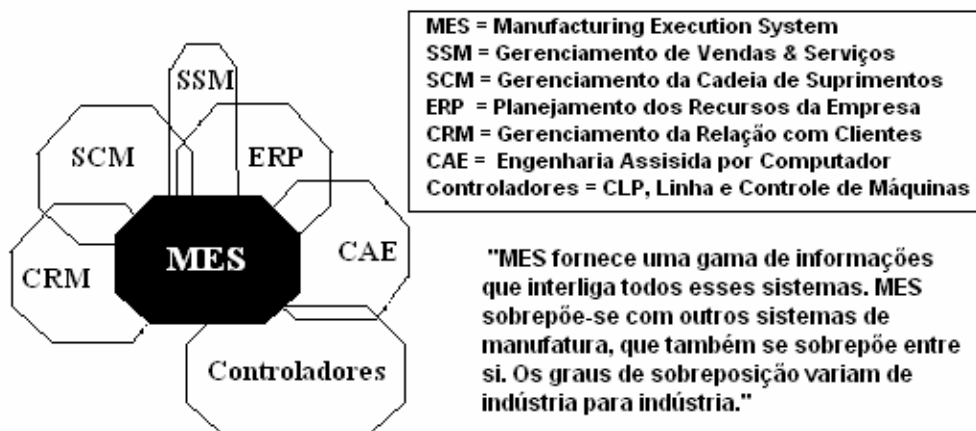 SSM
SCM
ERP
MES
CRM
CAE
Controladores
MES = Manufacturing Execution System
SSM = Gerenciamento de Vendas & Serviços
SCM = Gerenciamento da Cadeia de Suprimentos
ERP = Planejamento dos Recursos da Empresa
CRM = Gerenciamento da Relação com Clientes
CAE = Engenharia Assisida por Computador
Controladores = CLP, Linha e Controle de Máquinas
"MES fornece uma gama de informações
que interliga todos esses sistemas. MES
sobrepõe-se com outros sistemas de
manufatura, que também se sobrepõe entre
si. Os graus de sobreposição variam de
indústria para indústria."